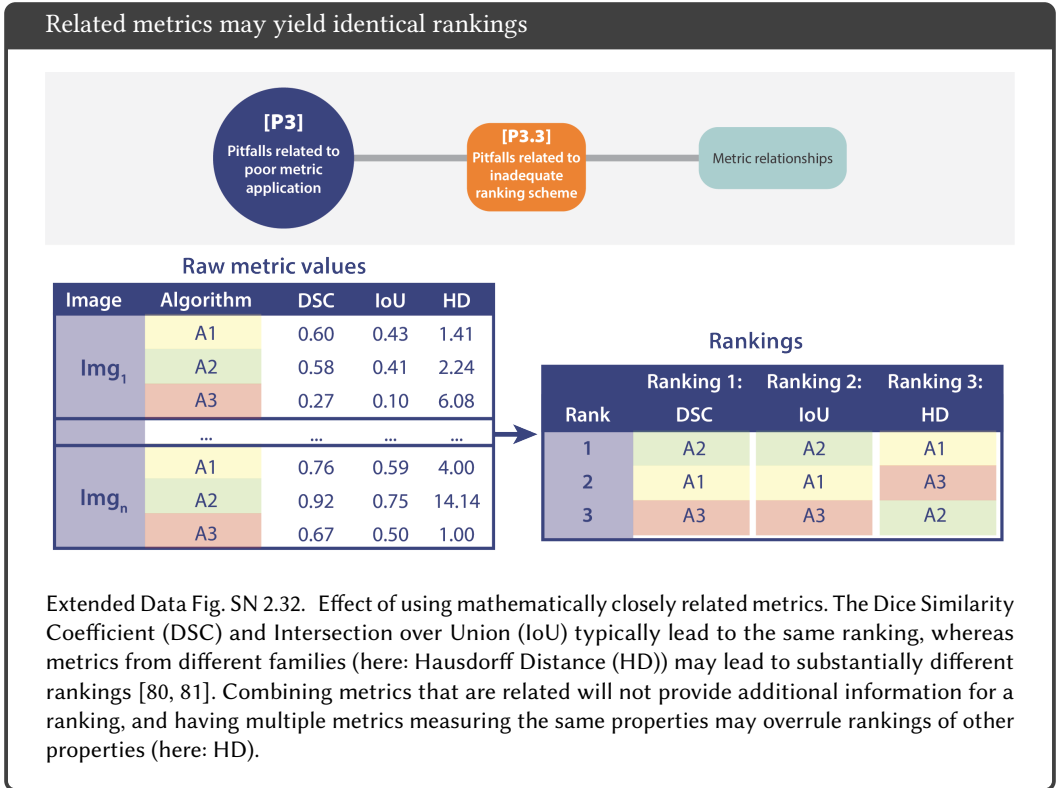 Related metrics may yield identical rankings
[P3]
Pitfalls related to
poor metric
application
[P3.3]
Pitfalls related to
inadequate
ranking scheme
Metric relationships
Raw metric values
Image Algorithm DSC IoU HD
Img1 A1 0.60 0.43 1.41
A2 0.58 0.41 2.24
A3 0.27 0.10 6.08
... ... ... ...
Imgn A1 0.76 0.59 4.00
A2 0.92 0.75 14.14
A3 0.67 0.50 1.00
Rankings
Ranking 1: Ranking 2: Ranking 3:
Rank DSC IoU HD
1 A2 A2 A1
2 A1 A1 A3
3 A3 A3 A2
Extended Data Fig. SN 2.32. Effect of using mathematically closely related metrics. The Dice Similarity
Coefficient (DSC) and Intersection over Union (IoU) typically lead to the same ranking, whereas
metrics from different families (here: Hausdorff Distance (HD)) may lead to substantially different
rankings [80, 81]. Combining metrics that are related will not provide additional information for a
ranking, and having multiple metrics measuring the same properties may overrule rankings of other
properties (here: HD).